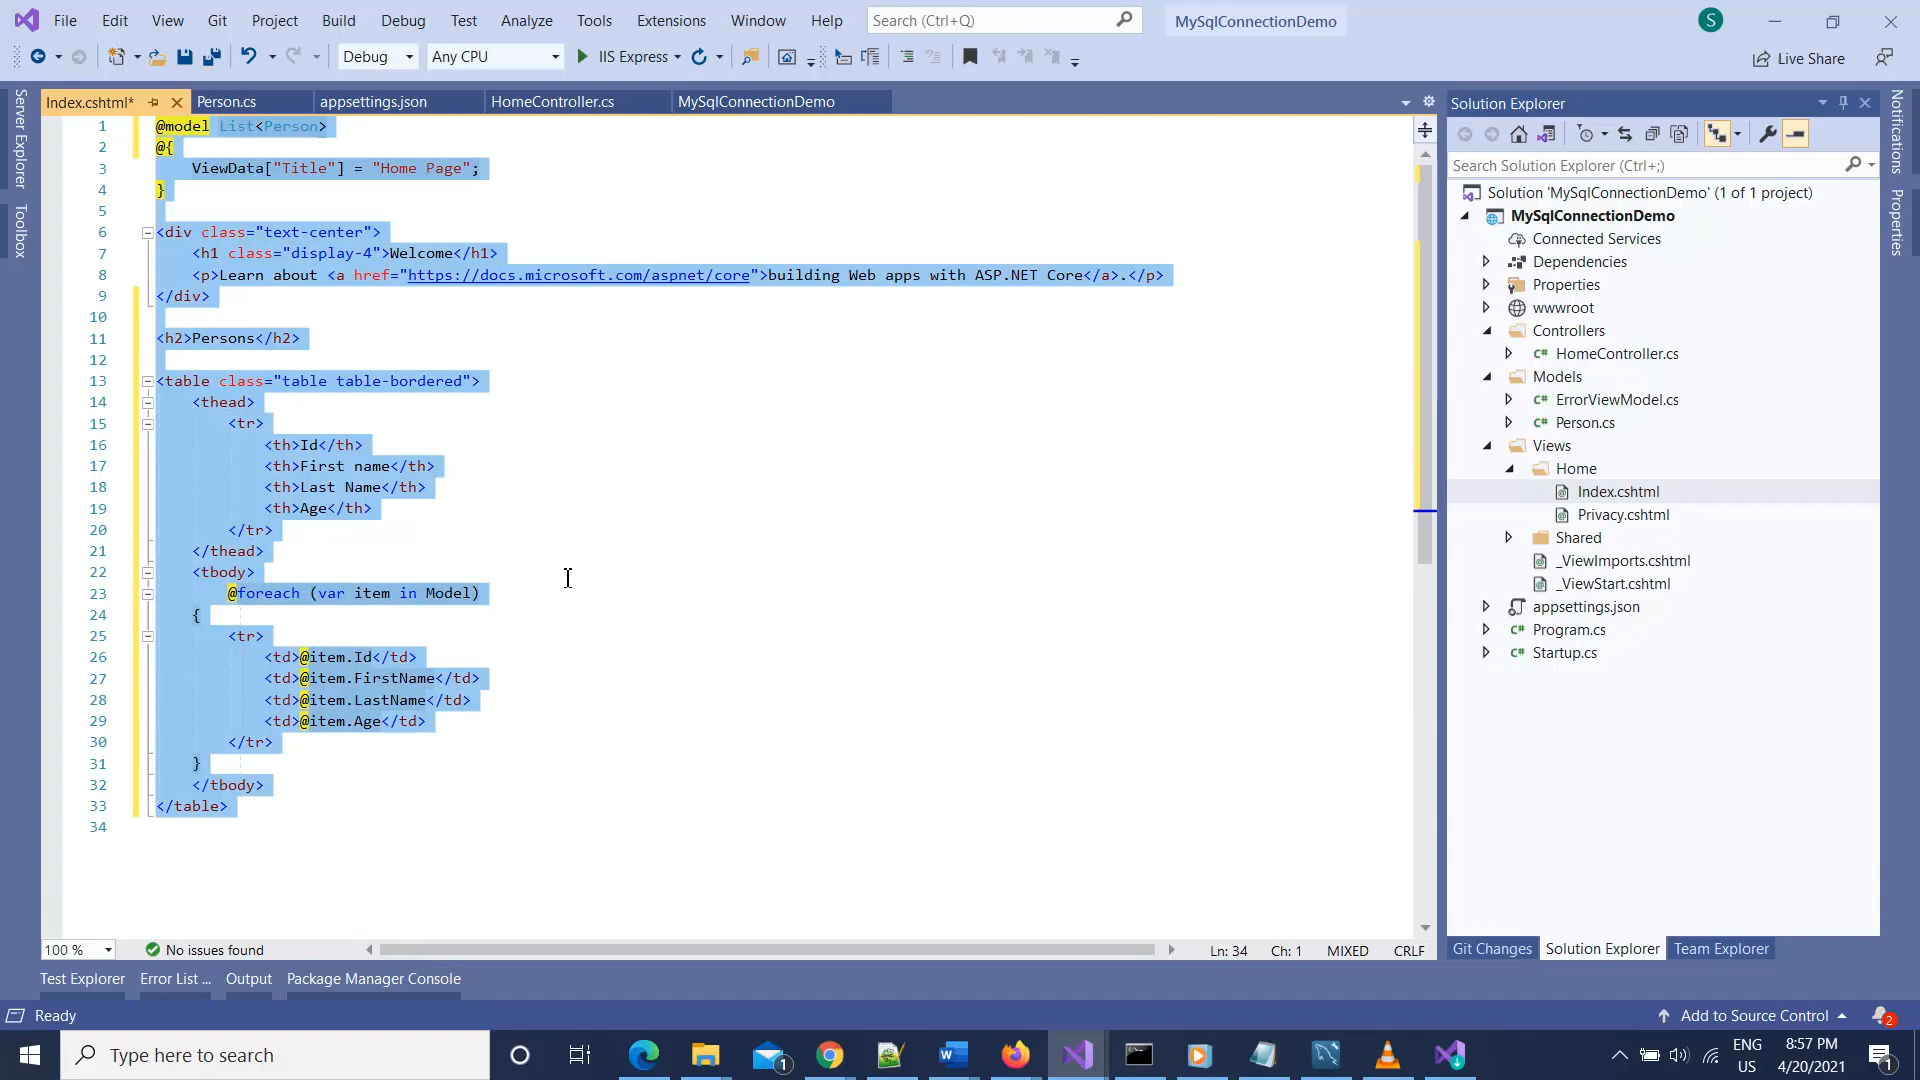 File Edit View Git Project Build Debug Test Analyze Tools Extensions Window Help Search (Ctrl+Q) MySqlConnectionDemo S
Debug Any CPU IIS Express Live Share
Server Explorer
Toolbox
Index.cshtml* Person.cs appsettings.json HomeController.cs MySqlConnectionDemo
1 @model List<Person>
2 @{
3 ViewData["Title"] = "Home Page";
4 }
5
6 <div class="text-center">
7 <h1 class="display-4">Welcome</h1>
8 <p>Learn about <a href="https://docs.microsoft.com/aspnet/core">building Web apps with ASP.NET Core</a>.</p>
9 </div>
10
11 <h2>Persons</h2>
12
13 <table class="table table-bordered">
14 <thead>
15 <tr>
16 <th>Id</th>
17 <th>First name</th>
18 <th>Last Name</th>
19 <th>Age</th>
20 </tr>
21 </thead>
22 <tbody>
23 @foreach (var item in Model)
24 {
25 <tr>
26 <td>@item.Id</td>
27 <td>@item.FirstName</td>
28 <td>@item.LastName</td>
29 <td>@item.Age</td>
30 </tr>
31 }
32 </tbody>
33 </table>
34
100 % No issues found Ln: 34 Ch: 1 MIXED CRLF
Solution Explorer
Search Solution Explorer (Ctrl+;)
Solution 'MySqlConnectionDemo' (1 of 1 project)
MySqlConnectionDemo
Connected Services
Dependencies
Properties
wwwroot
Controllers
C# HomeController.cs
Models
C# ErrorViewModel.cs
C# Person.cs
Views
Home
Index.cshtml
Privacy.cshtml
Shared
_ViewImports.cshtml
_ViewStart.cshtml
appsettings.json
C# Program.cs
C# Startup.cs
Git Changes Solution Explorer Team Explorer
Notifications
Properties
Test Explorer Error List ... Output Package Manager Console
Ready Add to Source Control 2
Type here to search 1 W ENG US 8:57 PM 4/20/2021 1